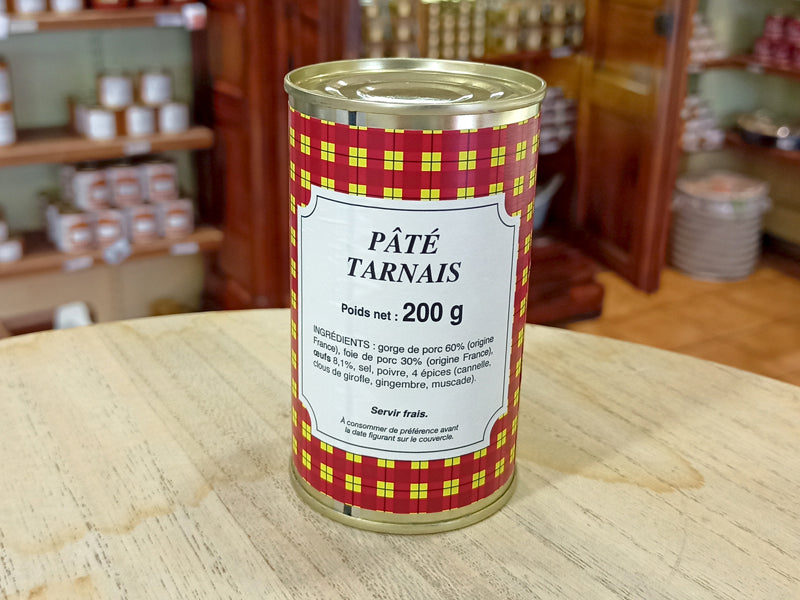 PÂTÉ
TARNAIS
Poids net : 200 g
INGRÉDIENTS : gorge de porc 60% (origine
France), foie de porc 30% (origine France),
œufs 8,1%, sel, poivre, 4 épices (cannelle,
clous de girofle, gingembre, muscade).
Servir frais.
À consommer de préférence avant
la date figurant sur le couvercle.